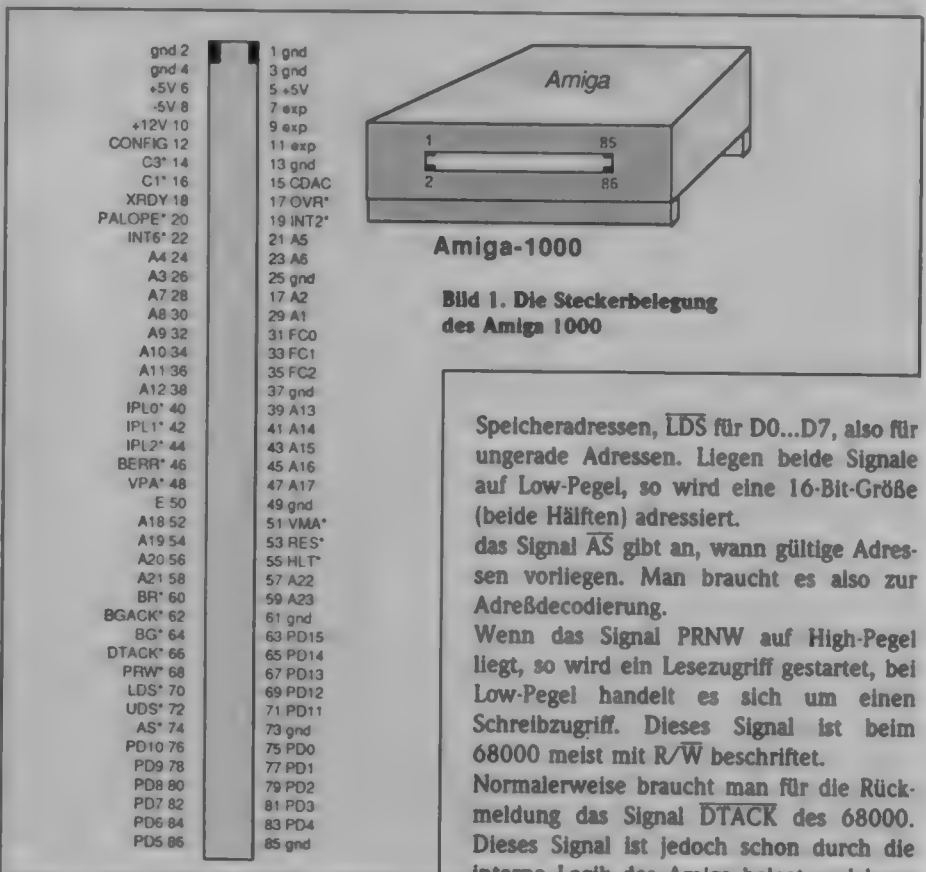 gnd 2 1 gnd
gnd 4 3 gnd
+5V 6 5 +5V
-5V 8 7 exp
+12V 10 9 exp
CONFIG 12 11 exp
C3* 14 13 gnd
C1* 16 15 CDAC
XRDY 18 17 OVR*
PALOPE* 20 19 INT2*
INT6* 22 21 A5
A4 24 23 A6
A3 26 25 gnd
A7 28 17 A2
A8 30 29 A1
A9 32 31 FC0
A10 34 33 FC1
A11 36 35 FC2
A12 38 37 gnd
IPL0* 40 39 A13
IPL1* 42 41 A14
IPL2* 44 43 A15
BERR* 46 45 A16
VPA* 48 47 A17
E 50 49 gnd
A18 52 51 VMA*
A19 54 53 RES*
A20 56 55 HLT*
A21 58 57 A22
BR* 60 59 A23
BGACK* 62 61 gnd
BG* 64 63 PD15
DTACK* 66 65 PD14
PRW* 68 67 PD13
LDS* 70 69 PD12
UDS* 72 71 PD11
AS* 74 73 gnd
PD10 76 75 PD0
PD9 78 77 PD1
PD8 80 79 PD2
PD7 82 81 PD3
PD6 84 83 PD4
PD5 86 85 gnd
Amiga
1 85
2 86
Amiga-1000
Bild 1. Die Steckerbelegung
des Amiga 1000
Speicheradressen, L̅D̅S̅ für D0...D7, also für
ungerade Adressen. Liegen beide Signale
auf Low-Pegel, so wird eine 16-Bit-Größe
(beide Hälften) adressiert.
das Signal A̅S̅ gibt an, wann gültige Adres-
sen vorliegen. Man braucht es also zur
Adreßdecodierung.
Wenn das Signal PRNW auf High-Pegel
liegt, so wird ein Lesezugriff gestartet, bei
Low-Pegel handelt es sich um einen
Schreibzugriff. Dieses Signal ist beim
68000 meist mit R/W̅ beschriftet.
Normalerweise braucht man für die Rück-
meldung das Signal D̅T̅A̅C̅K̅ des 68000.
Dieses Signal ist jedoch schon durch die